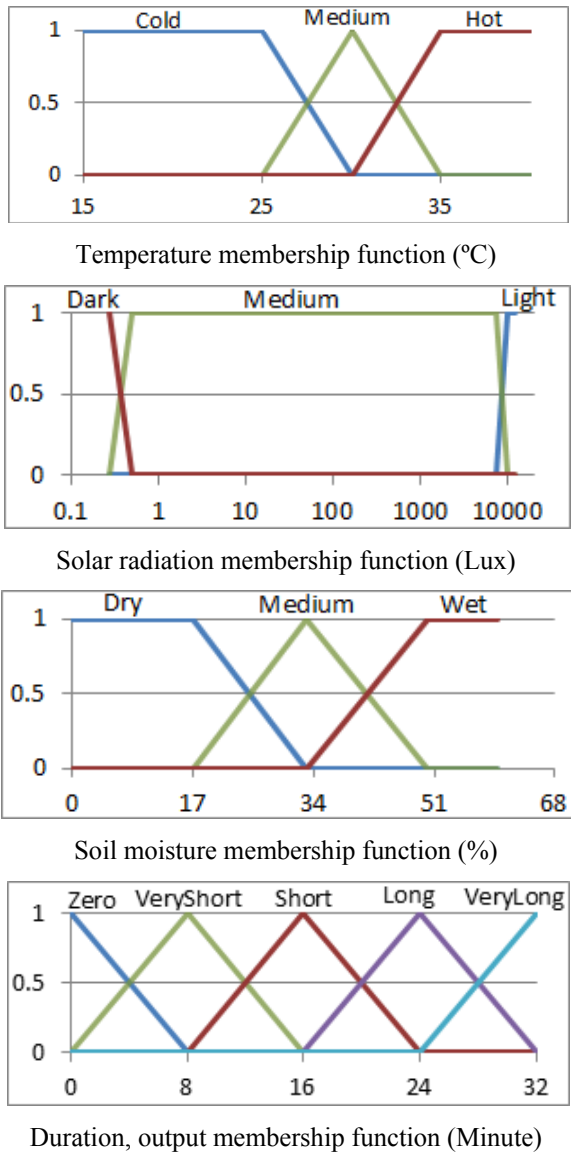 Cold Medium Hot
1
0.5
0
15 25 35
Temperature membership function (ºC)
Dark Medium Light
1
0.5
0
0.1 1 10 100 1000 10000
Solar radiation membership function (Lux)
Dry Medium Wet
1
0.5
0
0 17 34 51 68
Soil moisture membership function (%)
Zero VeryShort Short Long VeryLong
1
0.5
0
0 8 16 24 32
Duration, output membership function (Minute)